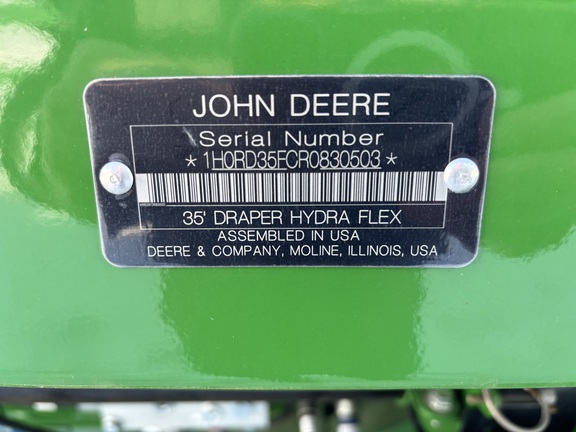 JOHN DEERE
Serial Number
*1H0RD35FCR0830503*
35' DRAPER HYDRA FLEX
ASSEMBLED IN USA
DEERE & COMPANY, MOLINE, ILLINOIS, USA